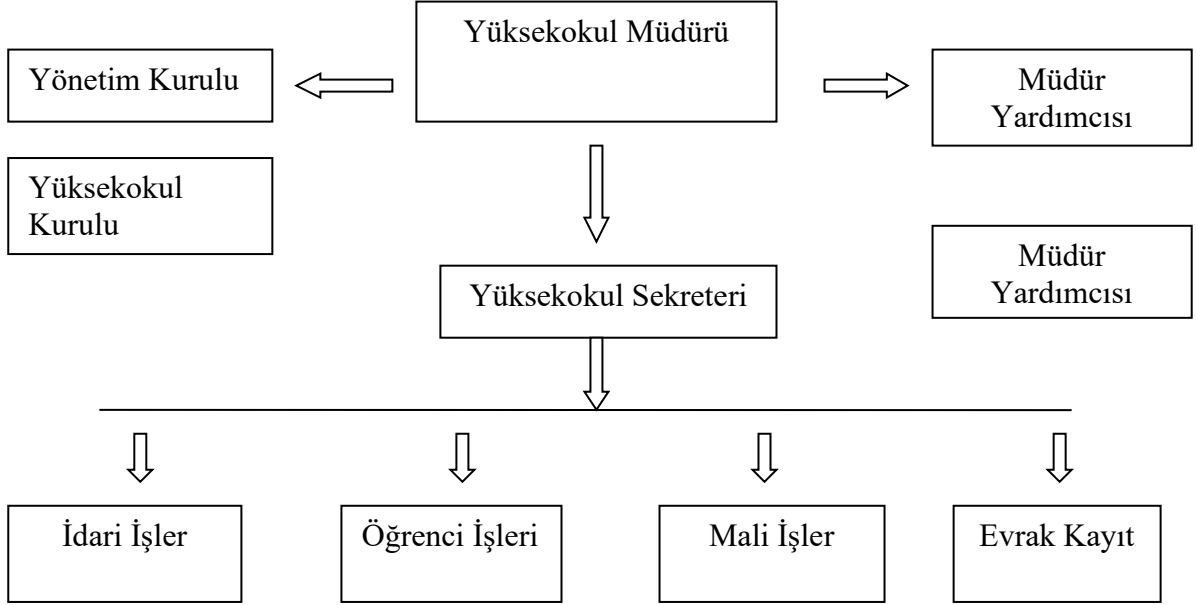 Yüksekokul Müdürü
Yönetim Kurulu
Müdür
Yardımcısı
Yüksekokul
Kurulu
Müdür
Yardımcısı
Yüksekokul Sekreteri
İdari İşler
Öğrenci İşleri
Mali İşler
Evrak Kayıt